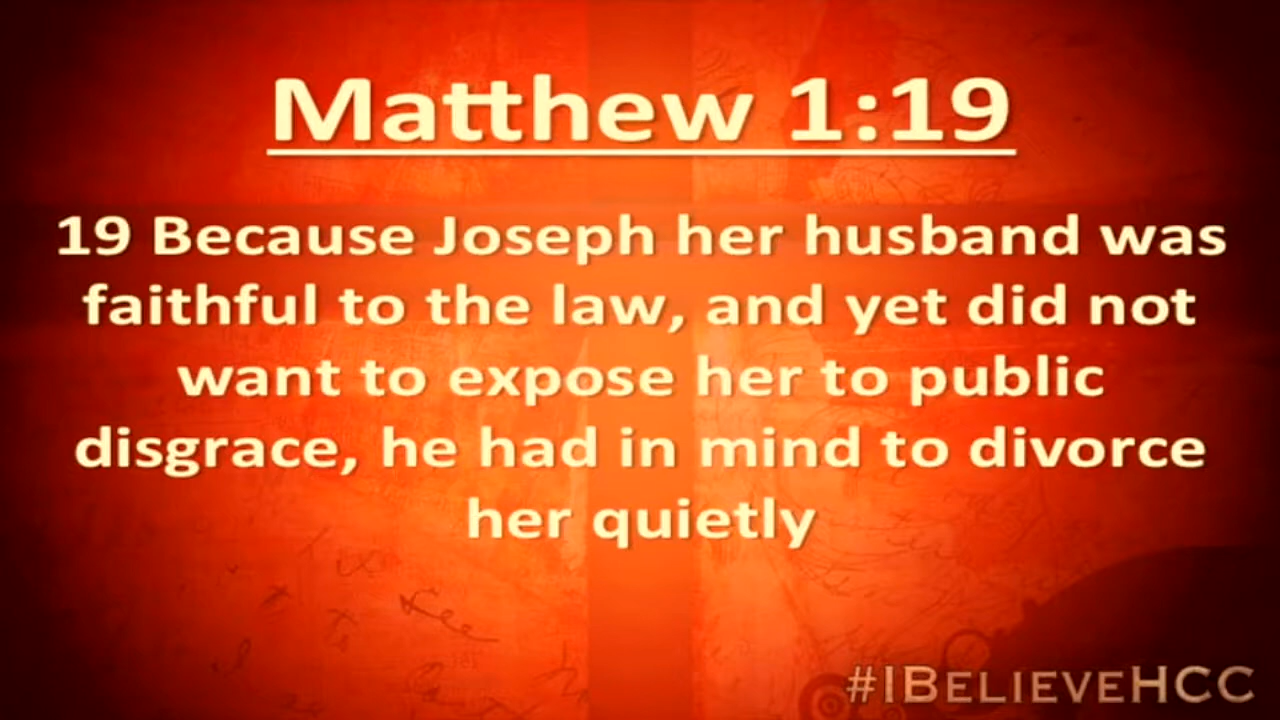 Matthew 1:19
19 Because Joseph her husband was
faithful to the law, and yet did not
want to expose her to public
disgrace, he had in mind to divorce
her quietly
#IBELIEVEHCC